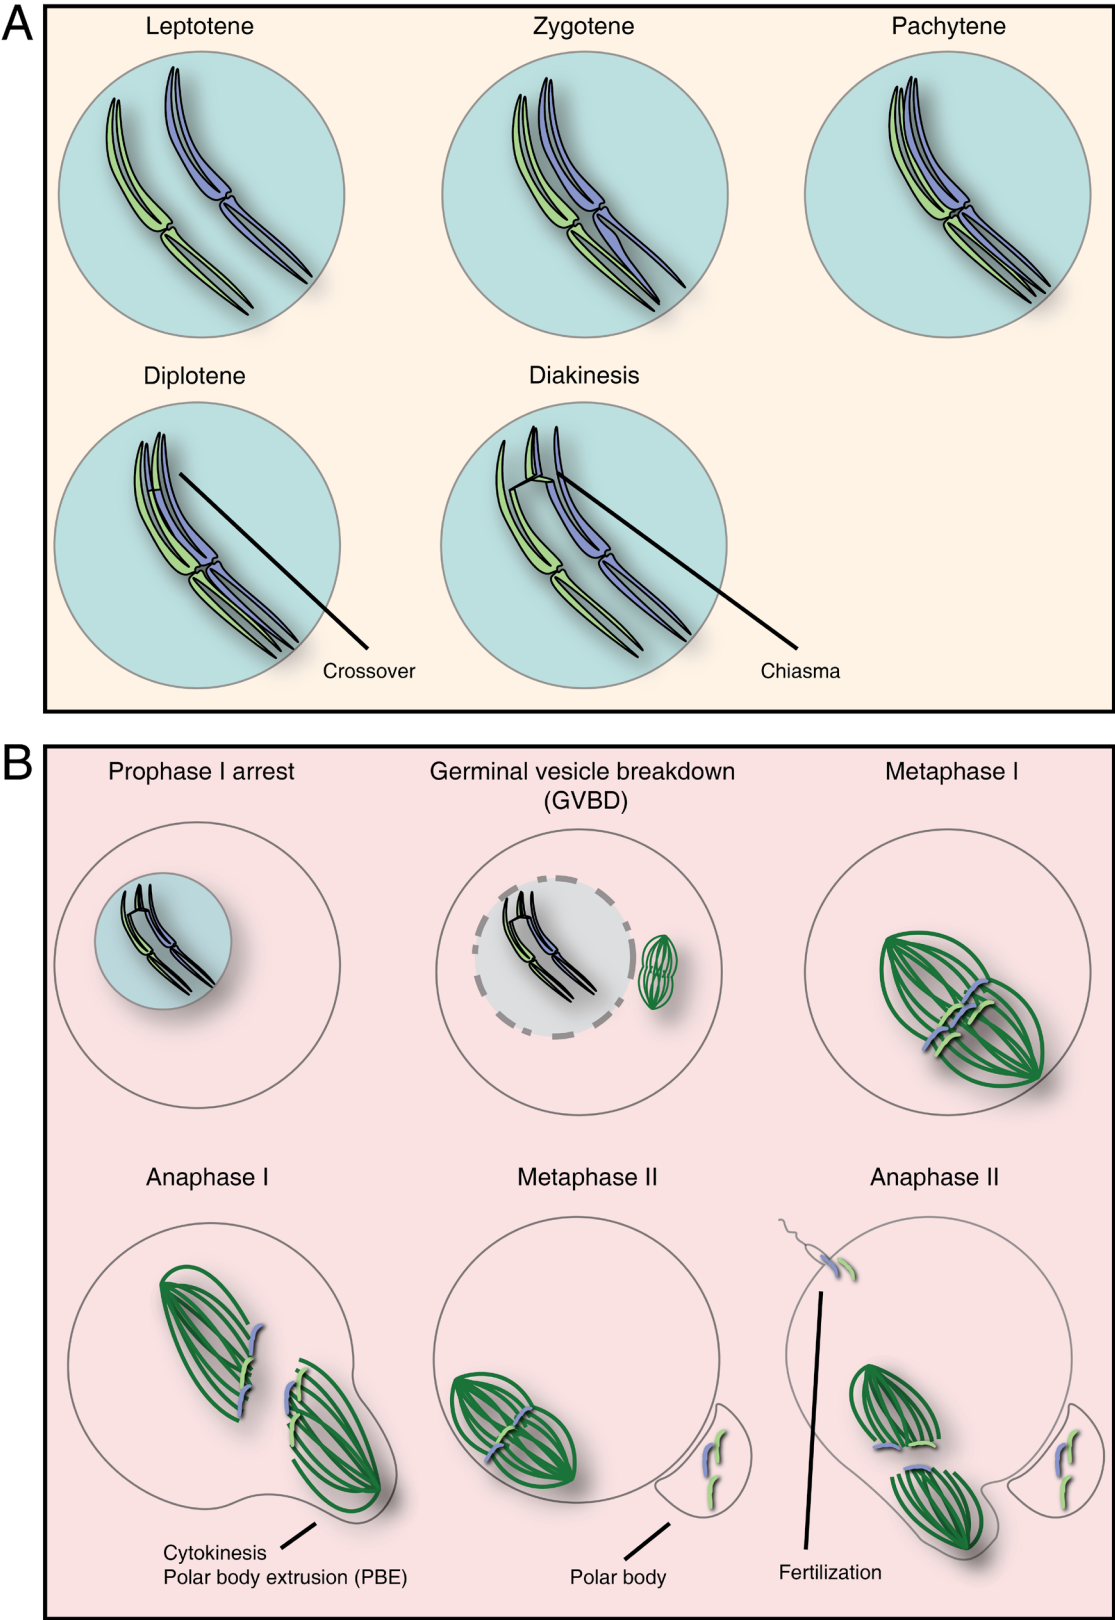 A
Leptotene
Zygotene
Pachytene
Diplotene
Diakinesis
Crossover
Chiasma
B
Prophase I arrest
Germinal vesicle breakdown
(GVBD)
Metaphase I
Anaphase I
Metaphase II
Anaphase II
Cytokinesis
Polar body extrusion (PBE)
Polar body
Fertilization